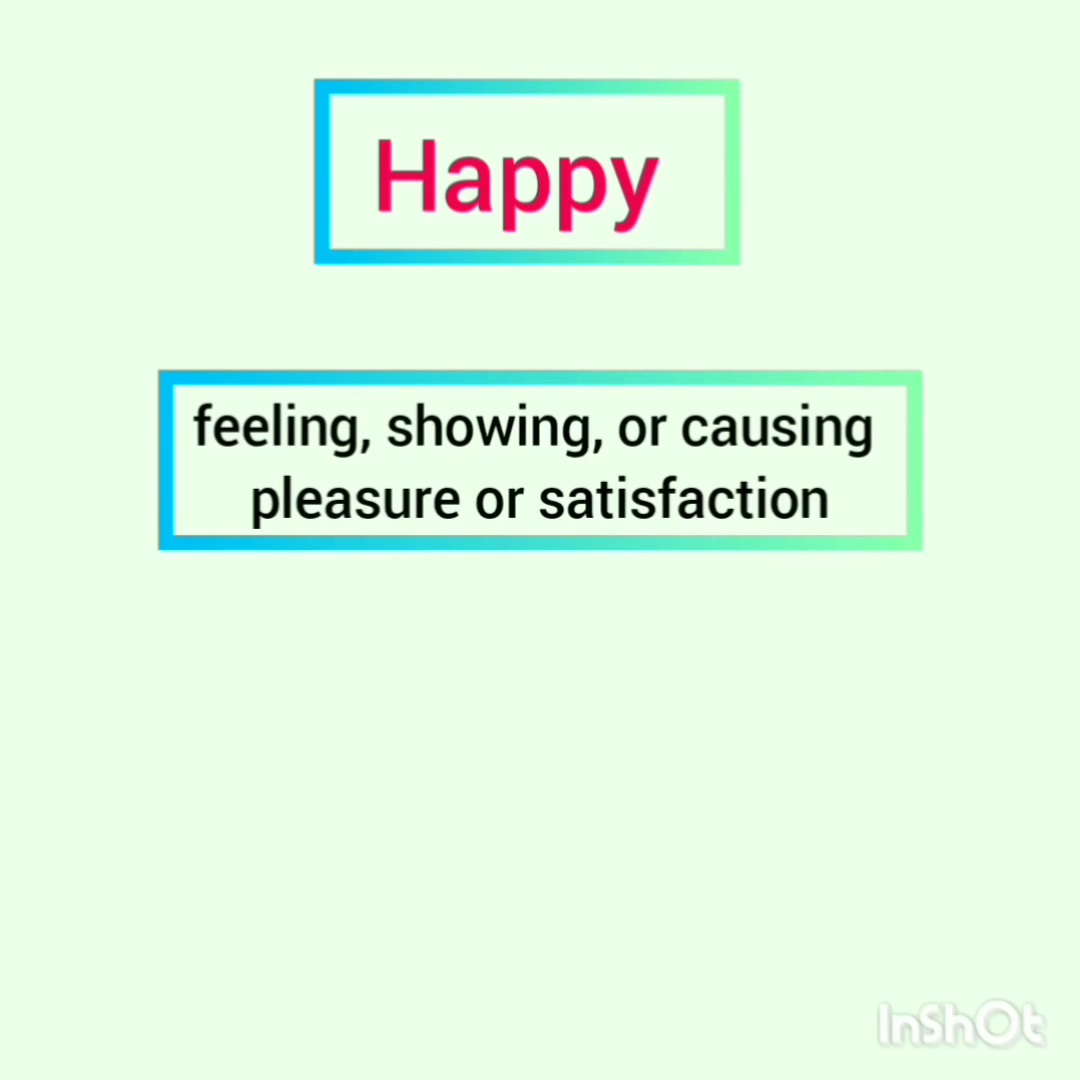 Happy
feeling, showing, or causing
pleasure or satisfaction
InShOt